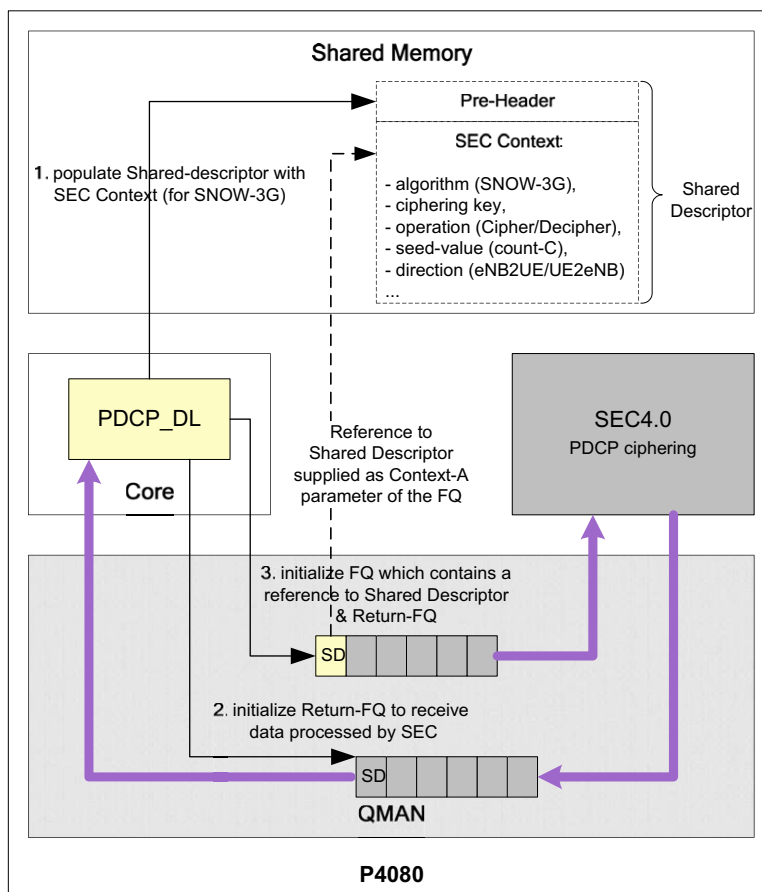 Shared Memory
Pre-Header
SEC Context:
- algorithm (SNOW-3G),
- ciphering key,
- operation (Cipher/Decipher),
- seed-value (count-C),
- direction (eNB2UE/UE2eNB)
...
Shared
Descriptor
1. populate Shared-descriptor with
SEC Context (for SNOW-3G)
PDCP_DL
Core
Reference to
Shared Descriptor
supplied as Context-A
parameter of the FQ
SEC4.0
PDCP ciphering
3. initialize FQ which contains a
reference to Shared Descriptor
& Return-FQ
SD
2. initialize Return-FQ to receive
data processed by SEC
SD
QMAN
P4080